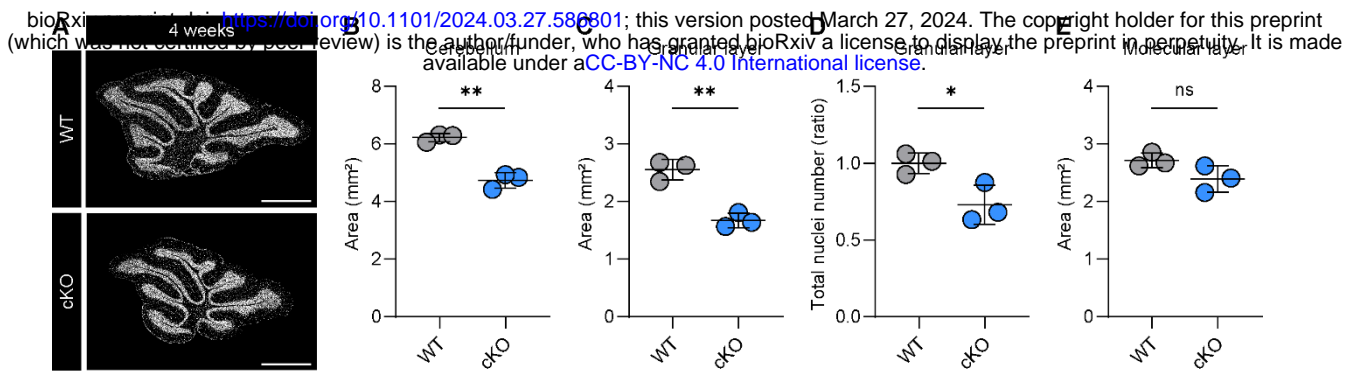 bioRxiv preprint doi: https://doi.org/10.1101/2024.03.27.586801; this version posted March 27, 2024. The copyright holder for this preprint
(which was not certified by peer review) is the author/funder, who has granted bioRxiv a license to display the preprint in perpetuity. It is made
available under aCC-BY-NC 4.0 International license.
A
4 weeks
WT
cKO
B
Cerebellum
Area (mm²)
8
6
4
2
0
**
WT
cKO
C
Granular layer
Area (mm²)
4
3
2
1
0
**
WT
cKO
D
Granular layer
Total nuclei number (ratio)
1.5
1.0
0.5
0.0
*
WT
cKO
E
Molecular layer
Area (mm²)
4
3
2
1
0
ns
WT
cKO